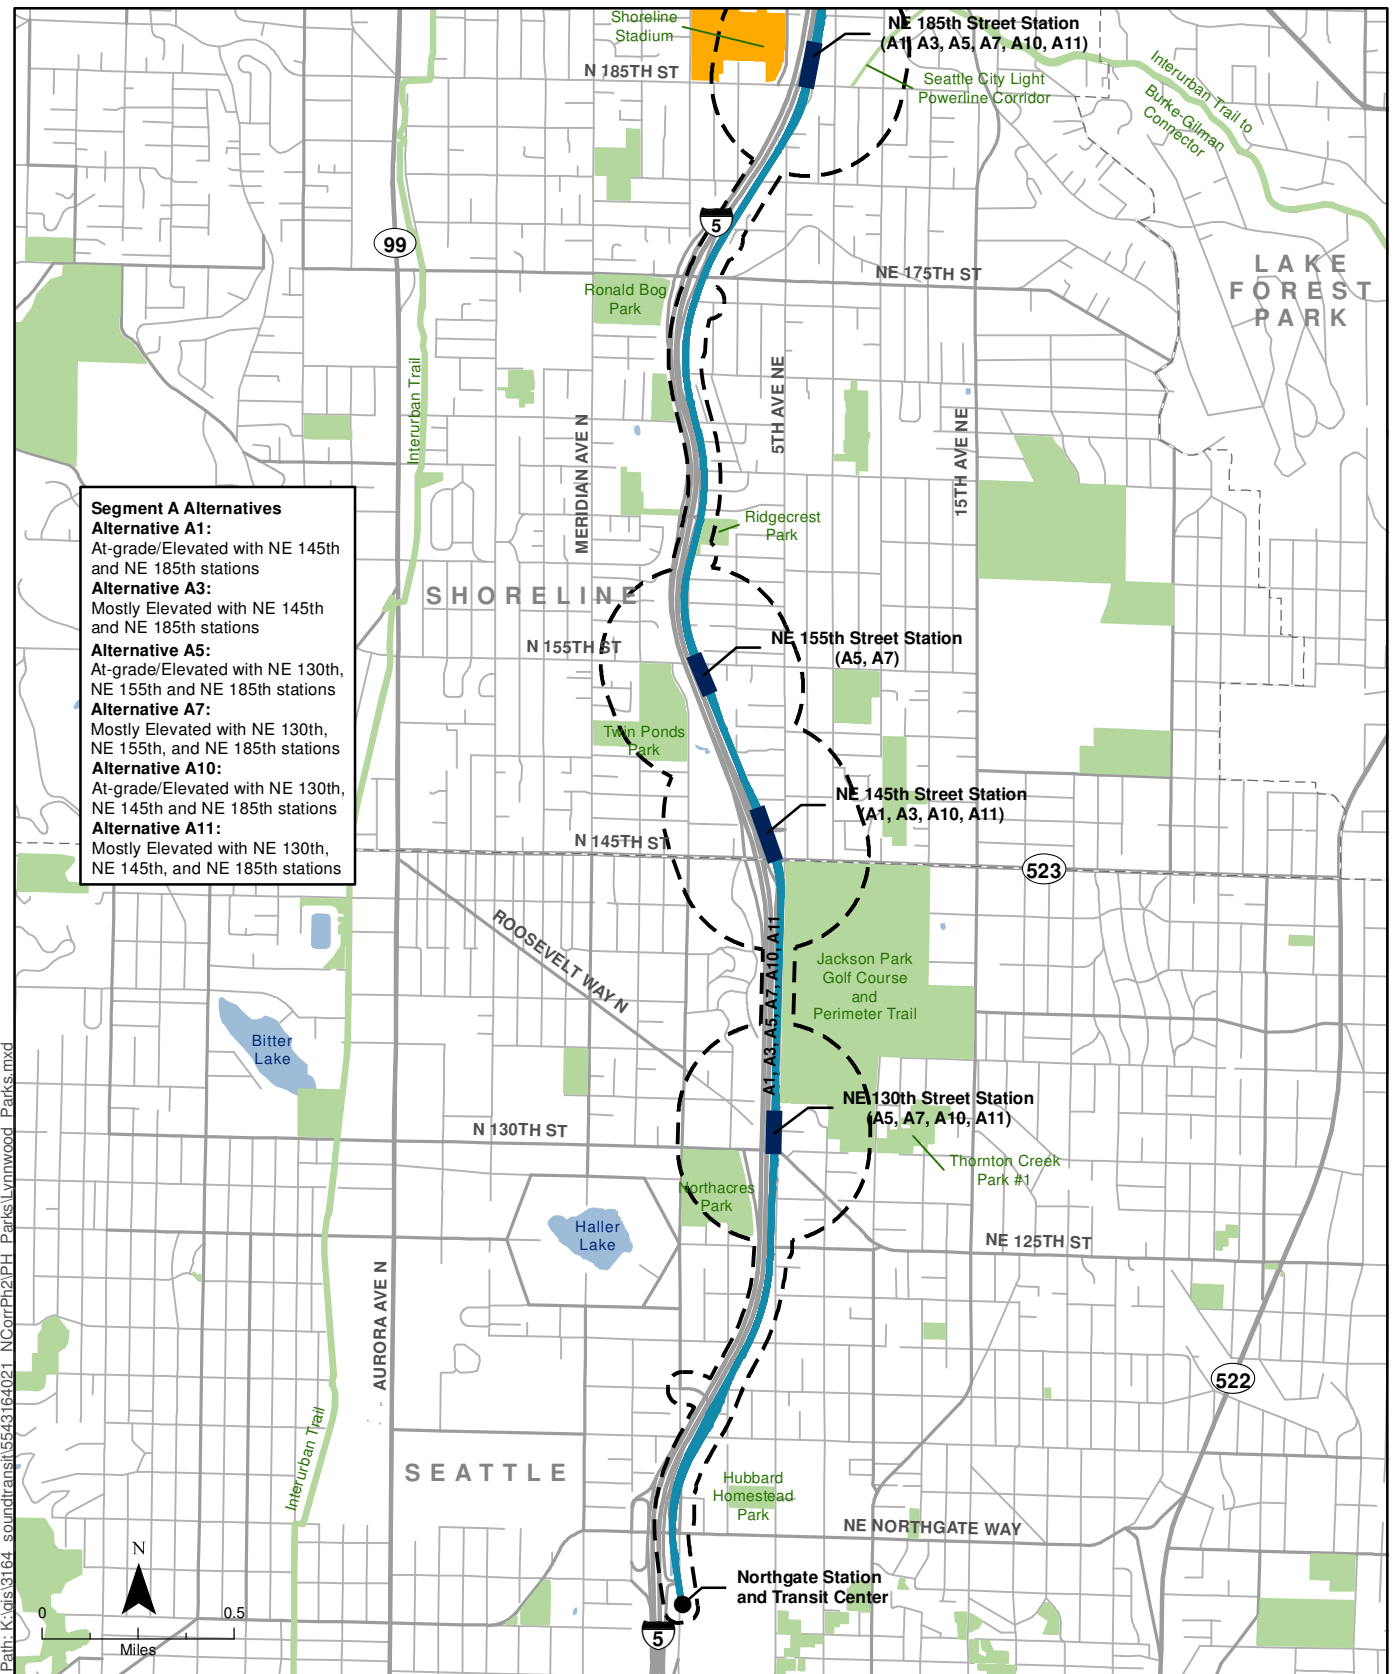 Shoreline
Stadium
NE 185th Street Station
(A1, A3, A5, A7, A10, A11)
N 185TH ST
Seattle City Light
Powerline Corridor
Interurban Trail to
Burke-Gilman
Connector
5
99
NE 175TH ST
LAKE
FOREST
PARK
Ronald Bog
Park
Interurban Trail
MERIDIAN AVE N
5TH AVE NE
15TH AVE NE
Segment A Alternatives
Alternative A1:
At-grade/Elevated with NE 145th
and NE 185th stations
Alternative A3:
Mostly Elevated with NE 145th
and NE 185th stations
Alternative A5:
At-grade/Elevated with NE 130th,
NE 155th and NE 185th stations
Alternative A7:
Mostly Elevated with NE 130th,
NE 155th, and NE 185th stations
Alternative A10:
At-grade/Elevated with NE 130th,
NE 145th and NE 185th stations
Alternative A11:
Mostly Elevated with NE 130th,
NE 145th, and NE 185th stations
Ridgecrest
Park
SHORELINE
N 155TH ST
NE 155th Street Station
(A5, A7)
Twin Ponds
Park
NE 145th Street Station
(A1, A3, A10, A11)
N 145TH ST
523
ROOSEVELT WAY N
A1, A3, A5, A7, A10, A11
Jackson Park
Golf Course
and
Perimeter Trail
Bitter
Lake
NE 130th Street Station
(A5, A7, A10, A11)
N 130TH ST
Thornton Creek
Park #1
Northacres
Park
Haller
Lake
NE 125TH ST
AURORA AVE N
522
Interurban Trail
SEATTLE
Hubbard
Homestead
Park
NE NORTHGATE WAY
Northgate Station
and Transit Center
N
0
0.5
Miles
5
Path: K:\gis\3164_soundtransit\5543164021_NCorrPh2\PH_Parks\Lynnwood_Parks.mxd